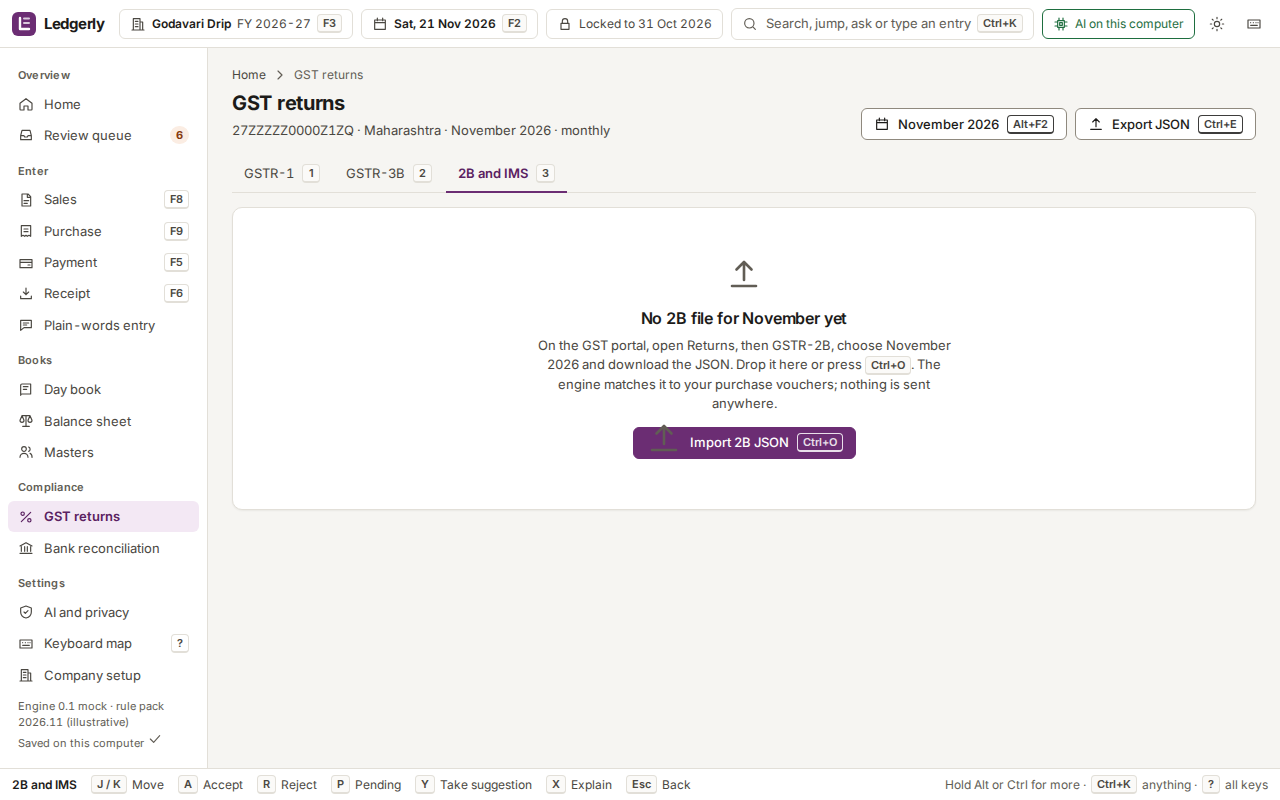 Ledgerly
Godavari Drip FY 2026-27 F3
Sat, 21 Nov 2026 F2
Locked to 31 Oct 2026
Search, jump, ask or type an entry Ctrl+K
AI on this computer
Overview
Home
Review queue 6
Enter
Sales F8
Purchase F9
Payment F5
Receipt F6
Plain-words entry
Books
Day book
Balance sheet
Masters
Compliance
GST returns
Bank reconciliation
Settings
AI and privacy
Keyboard map ?
Company setup
Engine 0.1 mock · rule pack
2026.11 (illustrative)
Saved on this computer
Home GST returns
GST returns
27ZZZZZ0000Z1ZQ · Maharashtra · November 2026 · monthly
November 2026 Alt+F2
Export JSON Ctrl+E
GSTR-1 1 GSTR-3B 2 2B and IMS 3
No 2B file for November yet
On the GST portal, open Returns, then GSTR-2B, choose November
2026 and download the JSON. Drop it here or press Ctrl+O. The
engine matches it to your purchase vouchers; nothing is sent
anywhere.
Import 2B JSON Ctrl+O
2B and IMS J / K Move A Accept R Reject P Pending Y Take suggestion X Explain Esc Back
Hold Alt or Ctrl for more · Ctrl+K anything · ? all keys